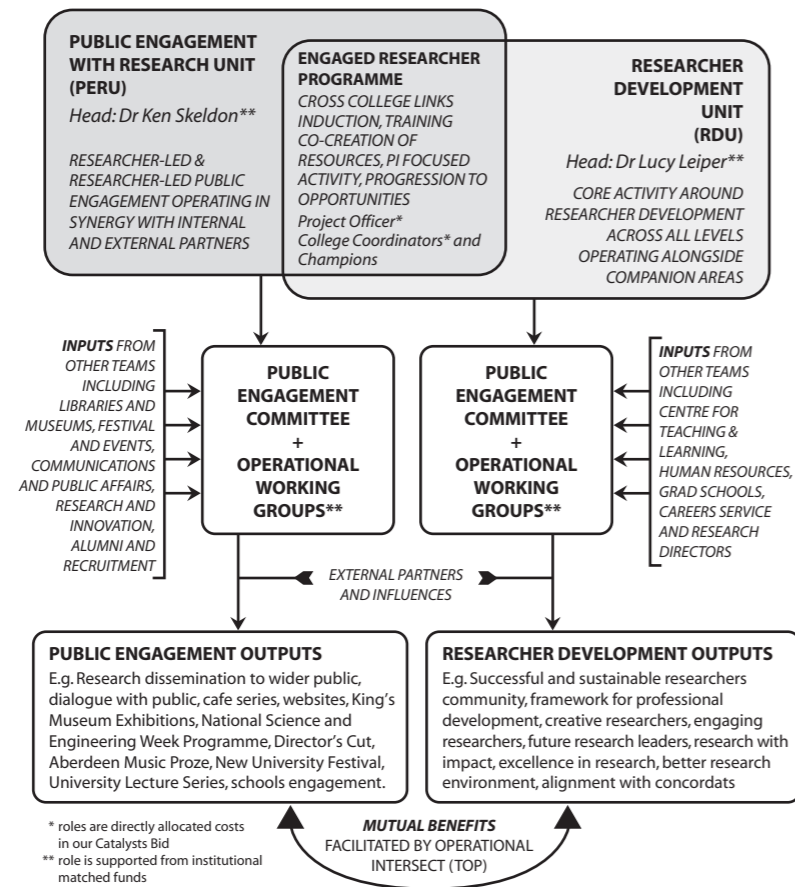 PUBLIC ENGAGEMENT
WITH RESEARCH UNIT
(PERU)
Head: Dr Ken Skeldon**
RESEARCHER-LED &
RESEARCHER-LED PUBLIC
ENGAGEMENT OPERATING IN
SYNERGY WITH INTERNAL
AND EXTERNAL PARTNERS
ENGAGED RESEARCHER
PROGRAMME
CROSS COLLEGE LINKS
INDUCTION, TRAINING
CO-CREATION OF
RESOURCES, PI FOCUSED
ACTIVITY, PROGRESSION TO
OPPORTUNITIES
Project Officer*
College Coordinators* and
Champions
RESEARCHER
DEVELOPMENT
UNIT
(RDU)
Head: Dr Lucy Leiper**
CORE ACTIVITY AROUND
RESEARCHER DEVELOPMENT
ACROSS ALL LEVELS
OPERATING ALONGSIDE
COMPANION AREAS
INPUTS FROM
OTHER TEAMS
INCLUDING
LIBRARIES AND
MUSEUMS, FESTIVAL
AND EVENTS,
COMMUNICATIONS
AND PUBLIC AFFAIRS,
RESEARCH AND
INNOVATION,
ALUMNI AND
RECRUITMENT
PUBLIC
ENGAGEMENT
COMMITTEE
+
OPERATIONAL
WORKING
GROUPS**
PUBLIC
ENGAGEMENT
COMMITTEE
+
OPERATIONAL
WORKING
GROUPS**
INPUTS FROM
OTHER TEAMS
INCLUDING
CENTRE FOR
TEACHING &
LEARNING,
HUMAN RESOURCES,
GRAD SCHOOLS,
CAREERS SERVICE
AND RESEARCH
DIRECTORS
EXTERNAL PARTNERS
AND INFLUENCES
PUBLIC ENGAGEMENT OUTPUTS
E.g. Research dissemination to wider public,
dialogue with public, cafe series, websites, King's
Museum Exhibitions, National Science and
Engineering Week Programme, Director's Cut,
Aberdeen Music Proze, New University Festival,
University Lecture Series, schools engagement.
RESEARCHER DEVELOPMENT OUTPUTS
E.g. Successful and sustainable researchers
community, framework for professional
development, creative researchers, engaging
researchers, future research leaders, research with
impact, excellence in research, better research
environment, alignment with concordats
* roles are directly allocated costs
in our Catalysts Bid
** role is supported from institutional
matched funds
MUTUAL BENEFITS
FACILITATED BY OPERATIONAL
INTERSECT (TOP)